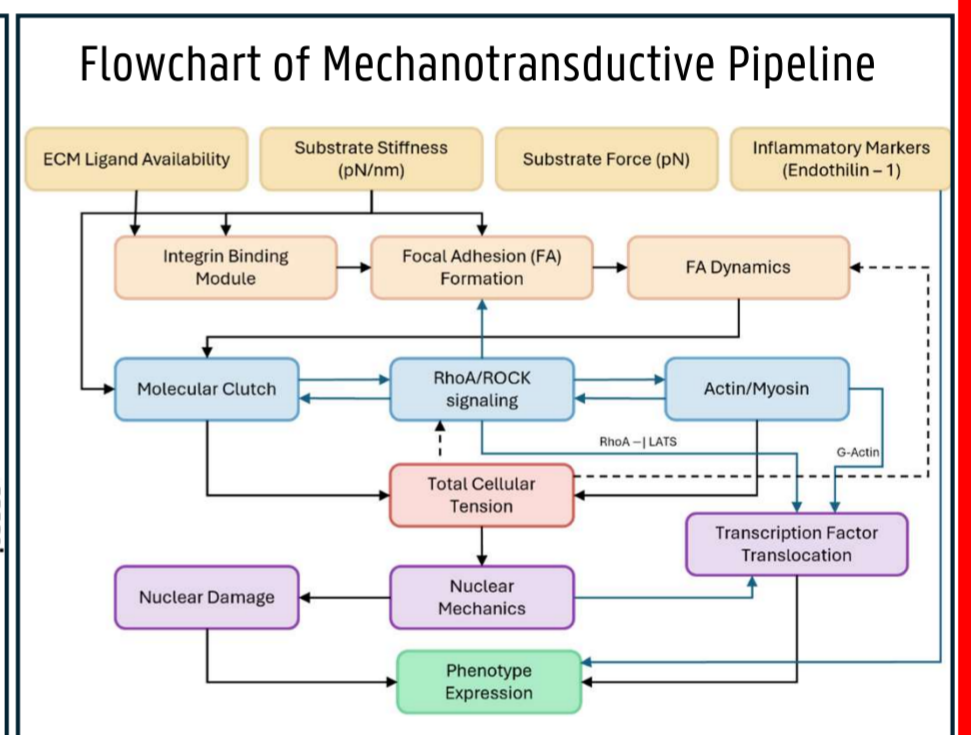 Flowchart of Mechanotransductive Pipeline
ECM Ligand Availability
Substrate Stiffness
(pN/nm)
Substrate Force (pN)
Inflammatory Markers
(Endothilin – 1)
Integrin Binding
Module
Focal Adhesion (FA)
Formation
FA Dynamics
Molecular Clutch
RhoA/ROCK
signaling
Actin/Myosin
RhoA –| LATS
G-Actin
Total Cellular
Tension
Transcription Factor
Translocation
Nuclear Damage
Nuclear
Mechanics
Phenotype
Expression